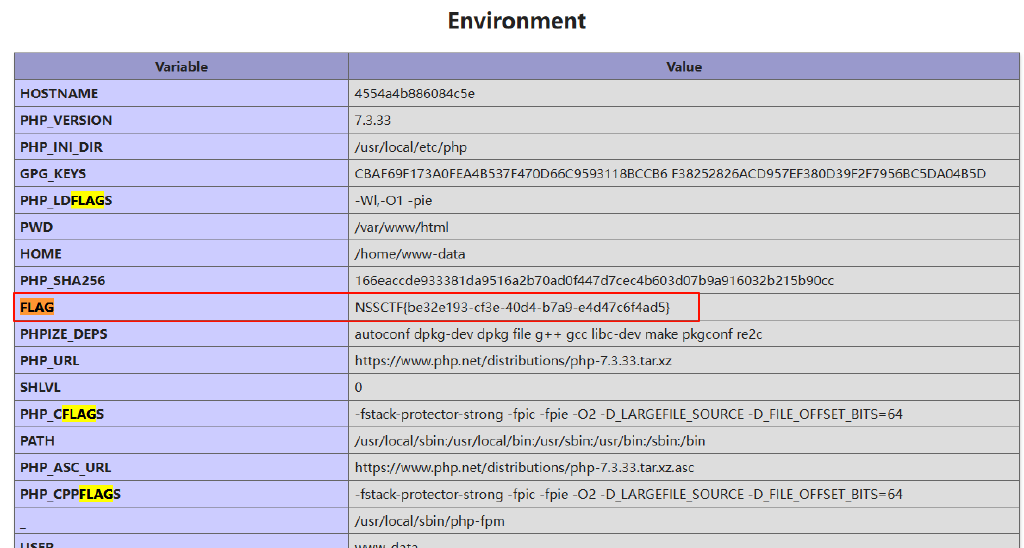 Environment
Variable Value
HOSTNAME 4554a4b886084c5e
PHP_VERSION 7.3.33
PHP_INI_DIR /usr/local/etc/php
GPG_KEYS CBAF69F173A0FEA4B537F470D66C9593118BCCB6 F38252826ACD957EF380D39F2F7956BC5DA04B5D
PHP_LDFLAGS -Wl,-O1 -pie
PWD /var/www/html
HOME /home/www-data
PHP_SHA256 166eaccde933381da9516a2b70ad0f447d7cec4b603d07b9a916032b215b90cc
FLAG NSSCTF{be32e193-cf3e-40d4-b7a9-e4d47c6f4ad5}
PHPIZE_DEPS autoconf dpkg-dev dpkg file g++ gcc libc-dev make pkgconf re2c
PHP_URL https://www.php.net/distributions/php-7.3.33.tar.xz
SHLVL 0
PHP_CFLAGS -fstack-protector-strong -fpic -fpie -O2 -D_LARGEFILE_SOURCE -D_FILE_OFFSET_BITS=64
PATH /usr/local/sbin:/usr/local/bin:/usr/sbin:/usr/bin:/sbin:/bin
PHP_ASC_URL https://www.php.net/distributions/php-7.3.33.tar.xz.asc
PHP_CPPFLAGS -fstack-protector-strong -fpic -fpie -O2 -D_LARGEFILE_SOURCE -D_FILE_OFFSET_BITS=64
_ /usr/local/sbin/php-fpm
USER www-data